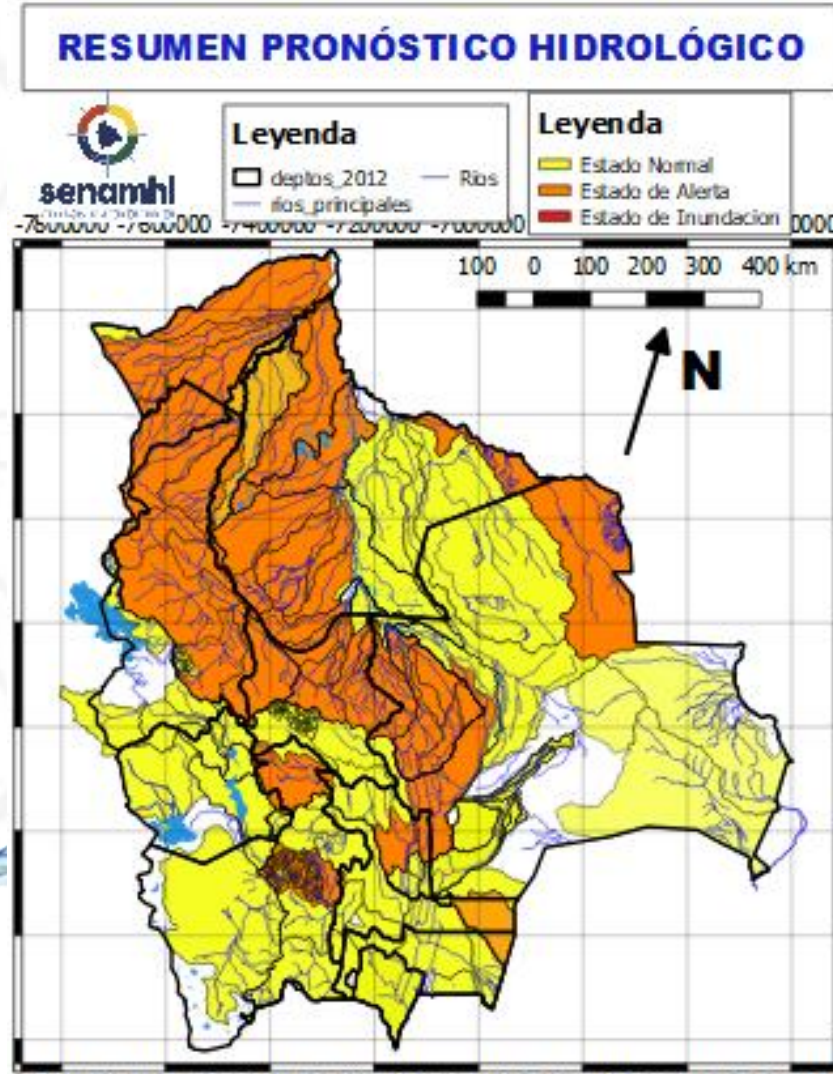 RESUMEN PRONÓSTICO HIDROLÓGICO
senamhi
Leyenda
deptos_2012
Rios
rios_principales
Leyenda
Estado Normal
Estado de Alerta
Estado de Inundacion
-7600000
-7400000
-7200000
-7000000
100 0 100 200 300 400 km
N